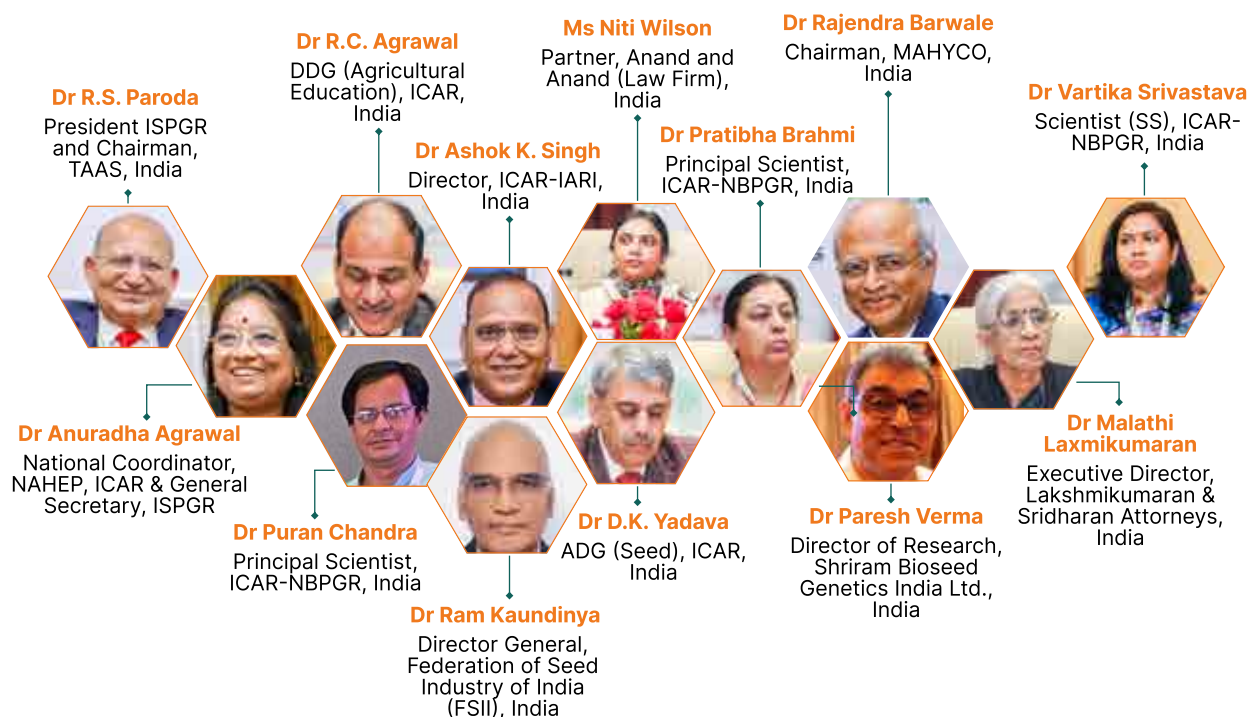 Dr R.S. Paroda
President ISPGR
and Chairman,
TAAS, India
Dr R.C. Agrawal
DDG (Agricultural
Education), ICAR,
India
Dr Ashok K. Singh
Director, ICAR-IARI,
India
Ms Niti Wilson
Partner, Anand and
Anand (Law Firm),
India
Dr Pratibha Brahmi
Principal Scientist,
ICAR-NBPGR, India
Dr Rajendra Barwale
Chairman, MAHYCO,
India
Dr Vartika Srivastava
Scientist (SS), ICAR-
NBPGR, India
Dr Anuradha Agrawal
National Coordinator,
NAHEP, ICAR & General
Secretary, ISPGR
Dr Puran Chandra
Principal Scientist,
ICAR-NBPGR, India
Dr Ram Kaundinya
Director General,
Federation of Seed
Industry of India
(FSII), India
Dr D.K. Yadava
ADG (Seed), ICAR,
India
Dr Paresh Verma
Director of Research,
Shriram Bioseed
Genetics India Ltd.,
India
Dr Malathi
Laxmikumaran
Executive Director,
Lakshmikumaran &
Sridharan Attorneys,
India